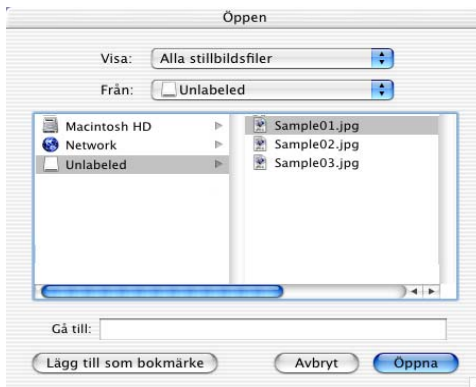 Öppen
Visa: Alla stillbildsfiler
Från: Unlabeled
Macintosh HD
Network
Unlabeled
Sample01.jpg
Sample02.jpg
Sample03.jpg
Gå till:
Lägg till som bokmärke
Avbryt
Öppna